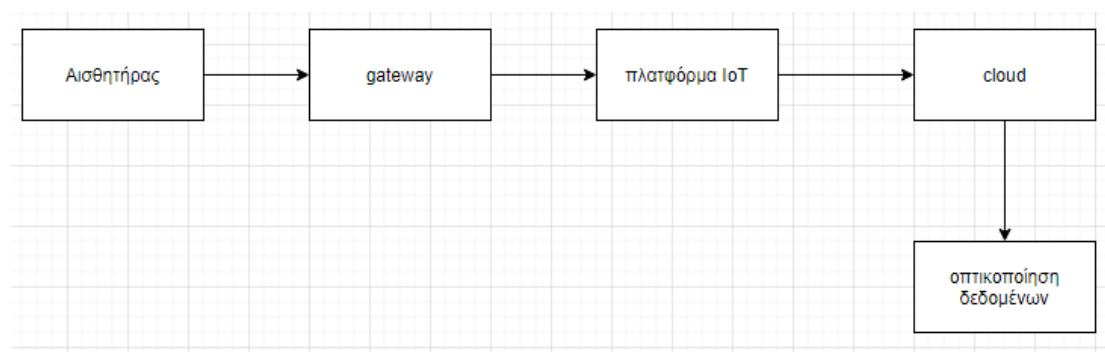 Αισθητήρας
gateway
πλατφόρμα IoT
cloud
οπτικοποίηση
δεδομένων